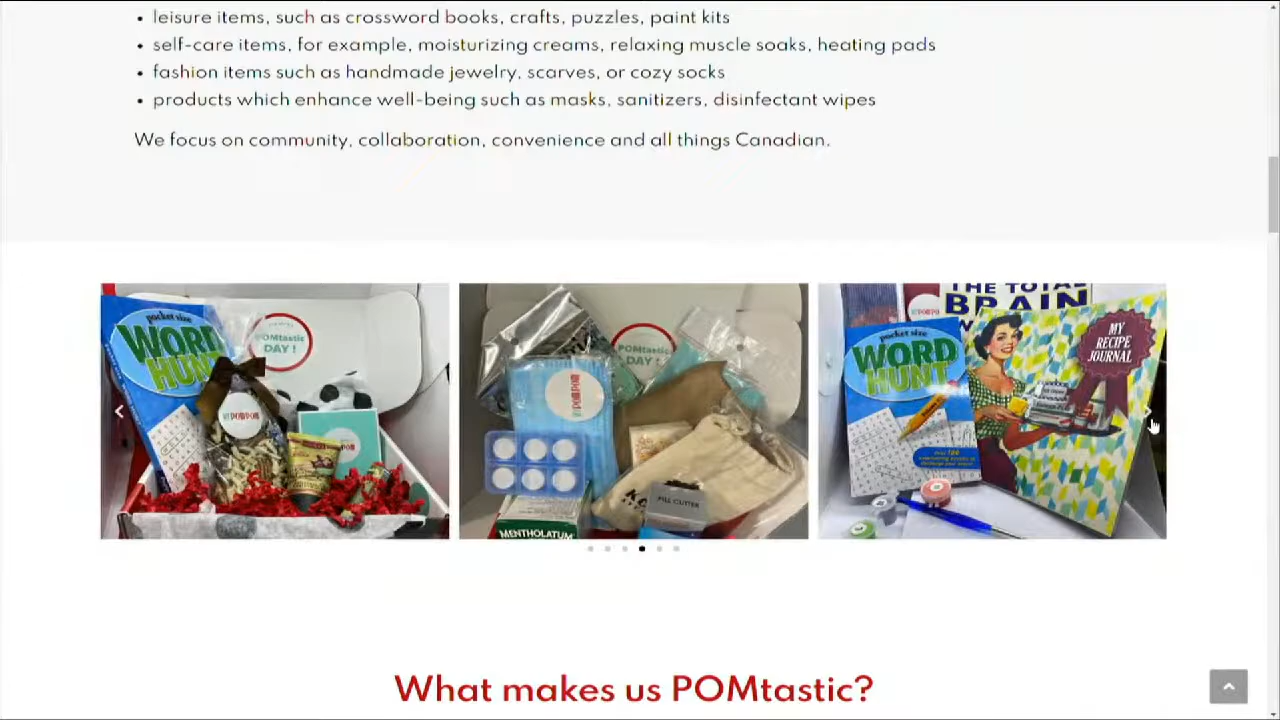 leisure items, such as crossword books, crafts, puzzles, paint kits
self-care items, for example, moisturizing creams, relaxing muscle soaks, heating pads
fashion items such as handmade jewelry, scarves, or cozy socks
products which enhance well-being such as masks, sanitizers, disinfectant wipes
We focus on community, collaboration, convenience and all things Canadian.
pocket size
WORD
HUNT
POMtastic
DAY !
POMtastic
DAY !
PILL CUTTER
MENTHOLATUM
THE TOTAL
BRAIN
pocket size
WORD
HUNT
MY
RECIPE
JOURNAL
What makes us POMtastic?